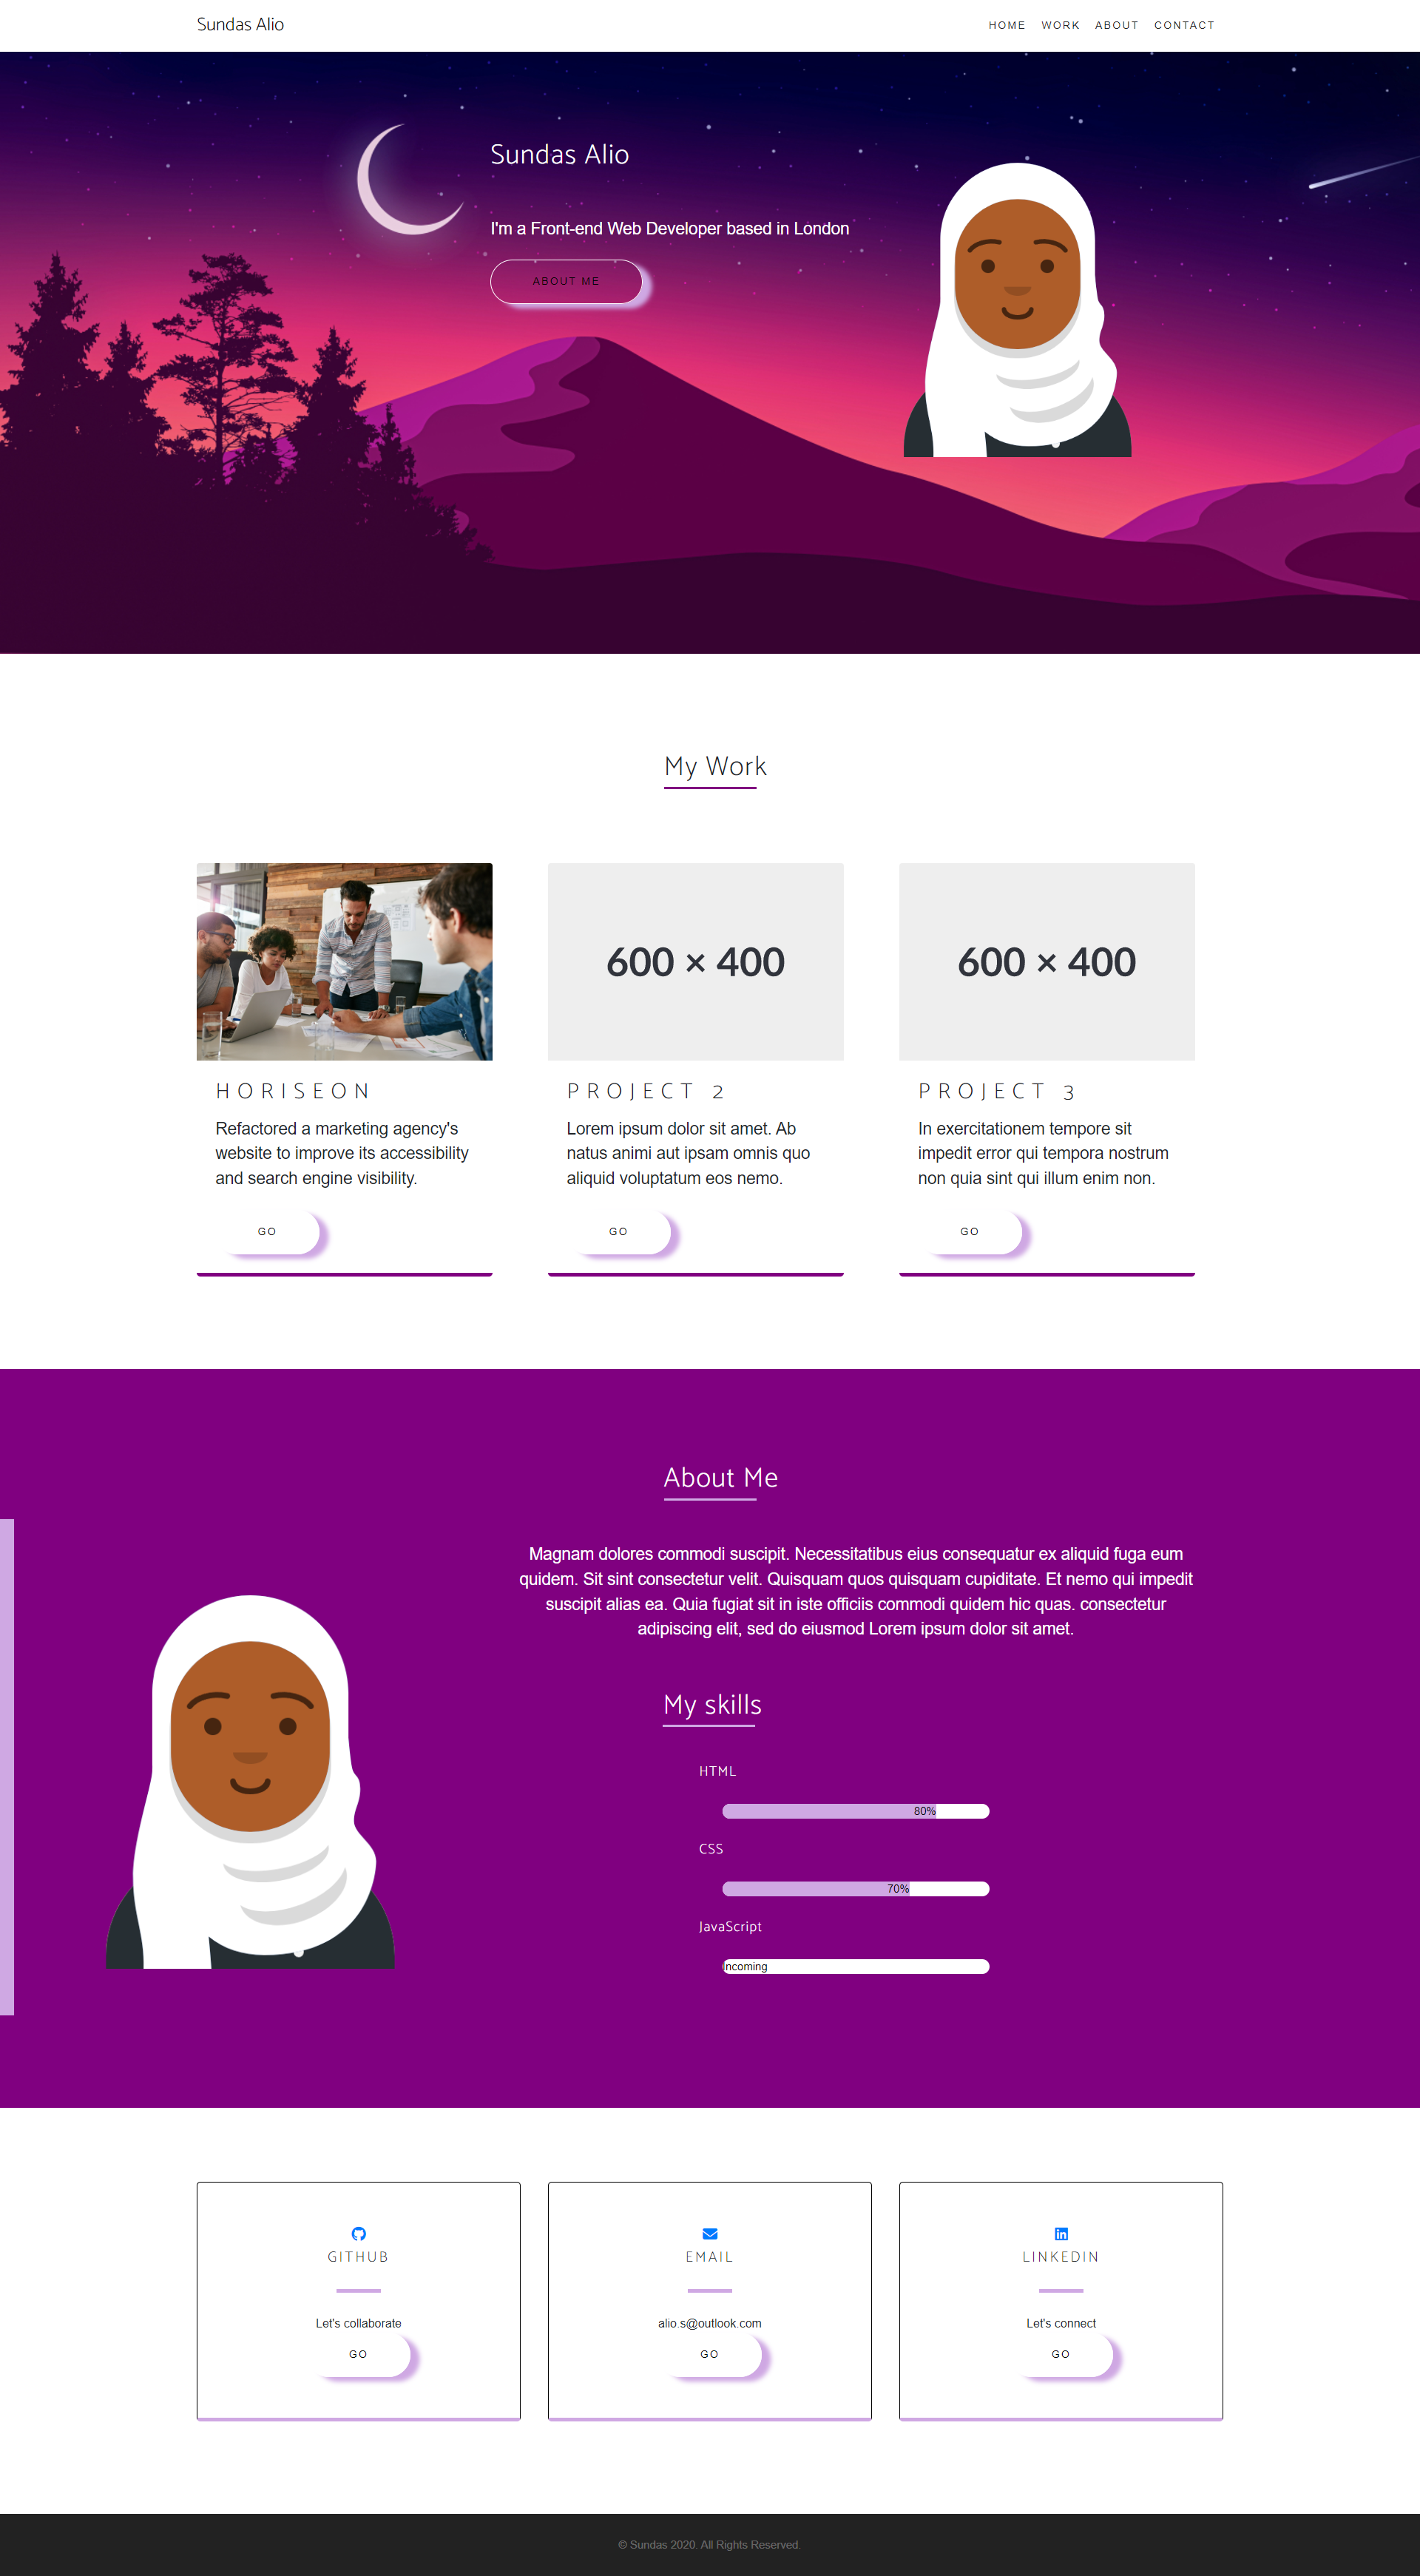 Sundas Alio
HOME WORK ABOUT CONTACT
Sundas Alio
I'm a Front-end Web Developer based in London
ABOUT ME
My Work
600 × 400
600 × 400
HORISEON
Refactored a marketing agency's
website to improve its accessibility
and search engine visibility.
GO
PROJECT 2
Lorem ipsum dolor sit amet. Ab
natus animi aut ipsam omnis quo
aliquid voluptatum eos nemo.
GO
PROJECT 3
In exercitationem tempore sit
impedit error qui tempora nostrum
non quia sint qui illum enim non.
GO
About Me
Magnam dolores commodi suscipit. Necessitatibus eius consequatur ex aliquid fuga eum
quidem. Sit sint consectetur velit. Quisquam quos quisquam cupiditate. Et nemo qui impedit
suscipit alias ea. Quia fugiat sit in iste officiis commodi quidem hic quas. consectetur
adipiscing elit, sed do eiusmod Lorem ipsum dolor sit amet.
My skills
HTML
80%
CSS
70%
JavaScript
Incoming
GITHUB
Let's collaborate
GO
EMAIL
alio.s@outlook.com
GO
LINKEDIN
Let's connect
GO
© Sundas 2020. All Rights Reserved.